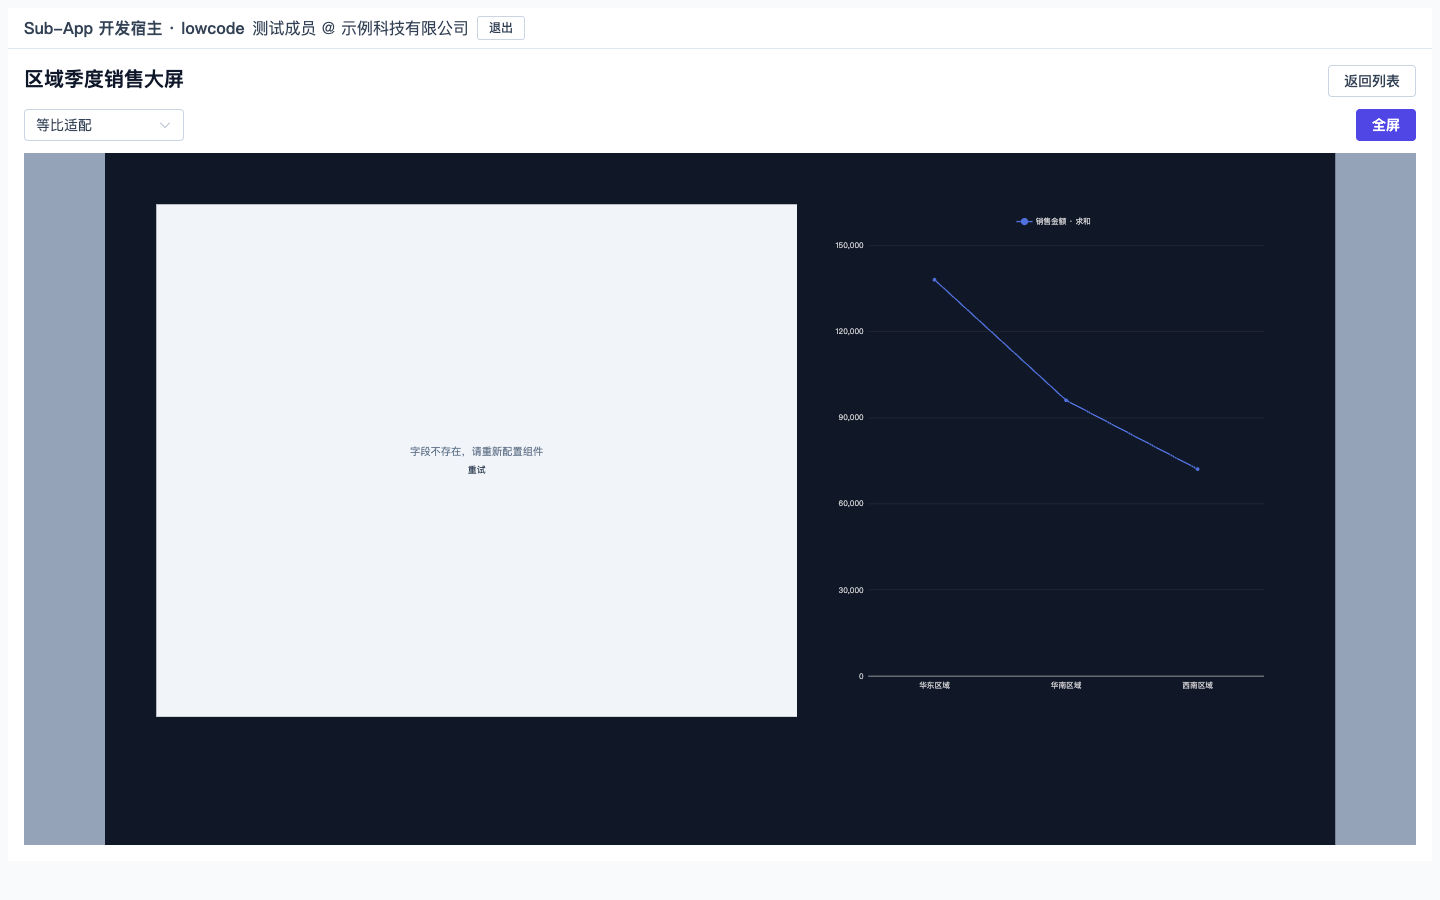 Sub-App 开发宿主 · lowcode 测试成员 @ 示例科技有限公司 退出
区域季度销售大屏
返回列表
等比适配
全屏
字段不存在，请重新配置组件
重试
销售金额 · 求和
150,000
120,000
90,000
60,000
30,000
0
华东区域 华南区域 西南区域